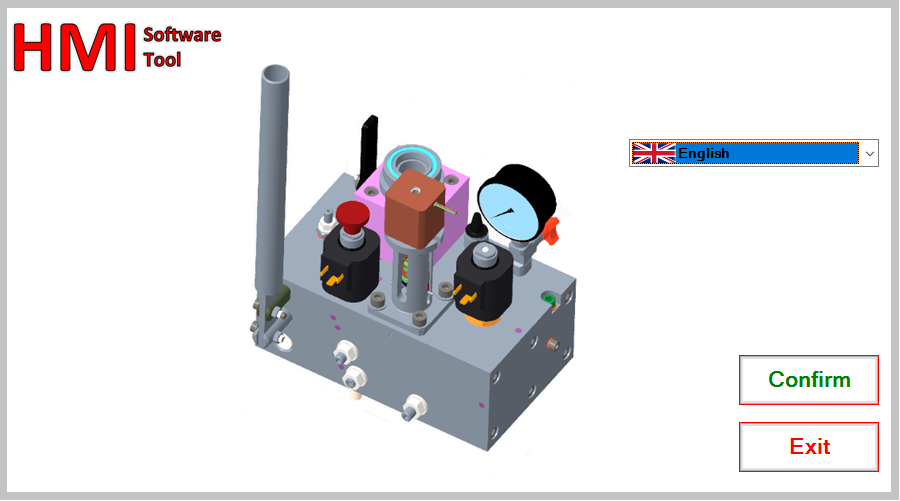 HMI Software
Tool
English
Confirm
Exit